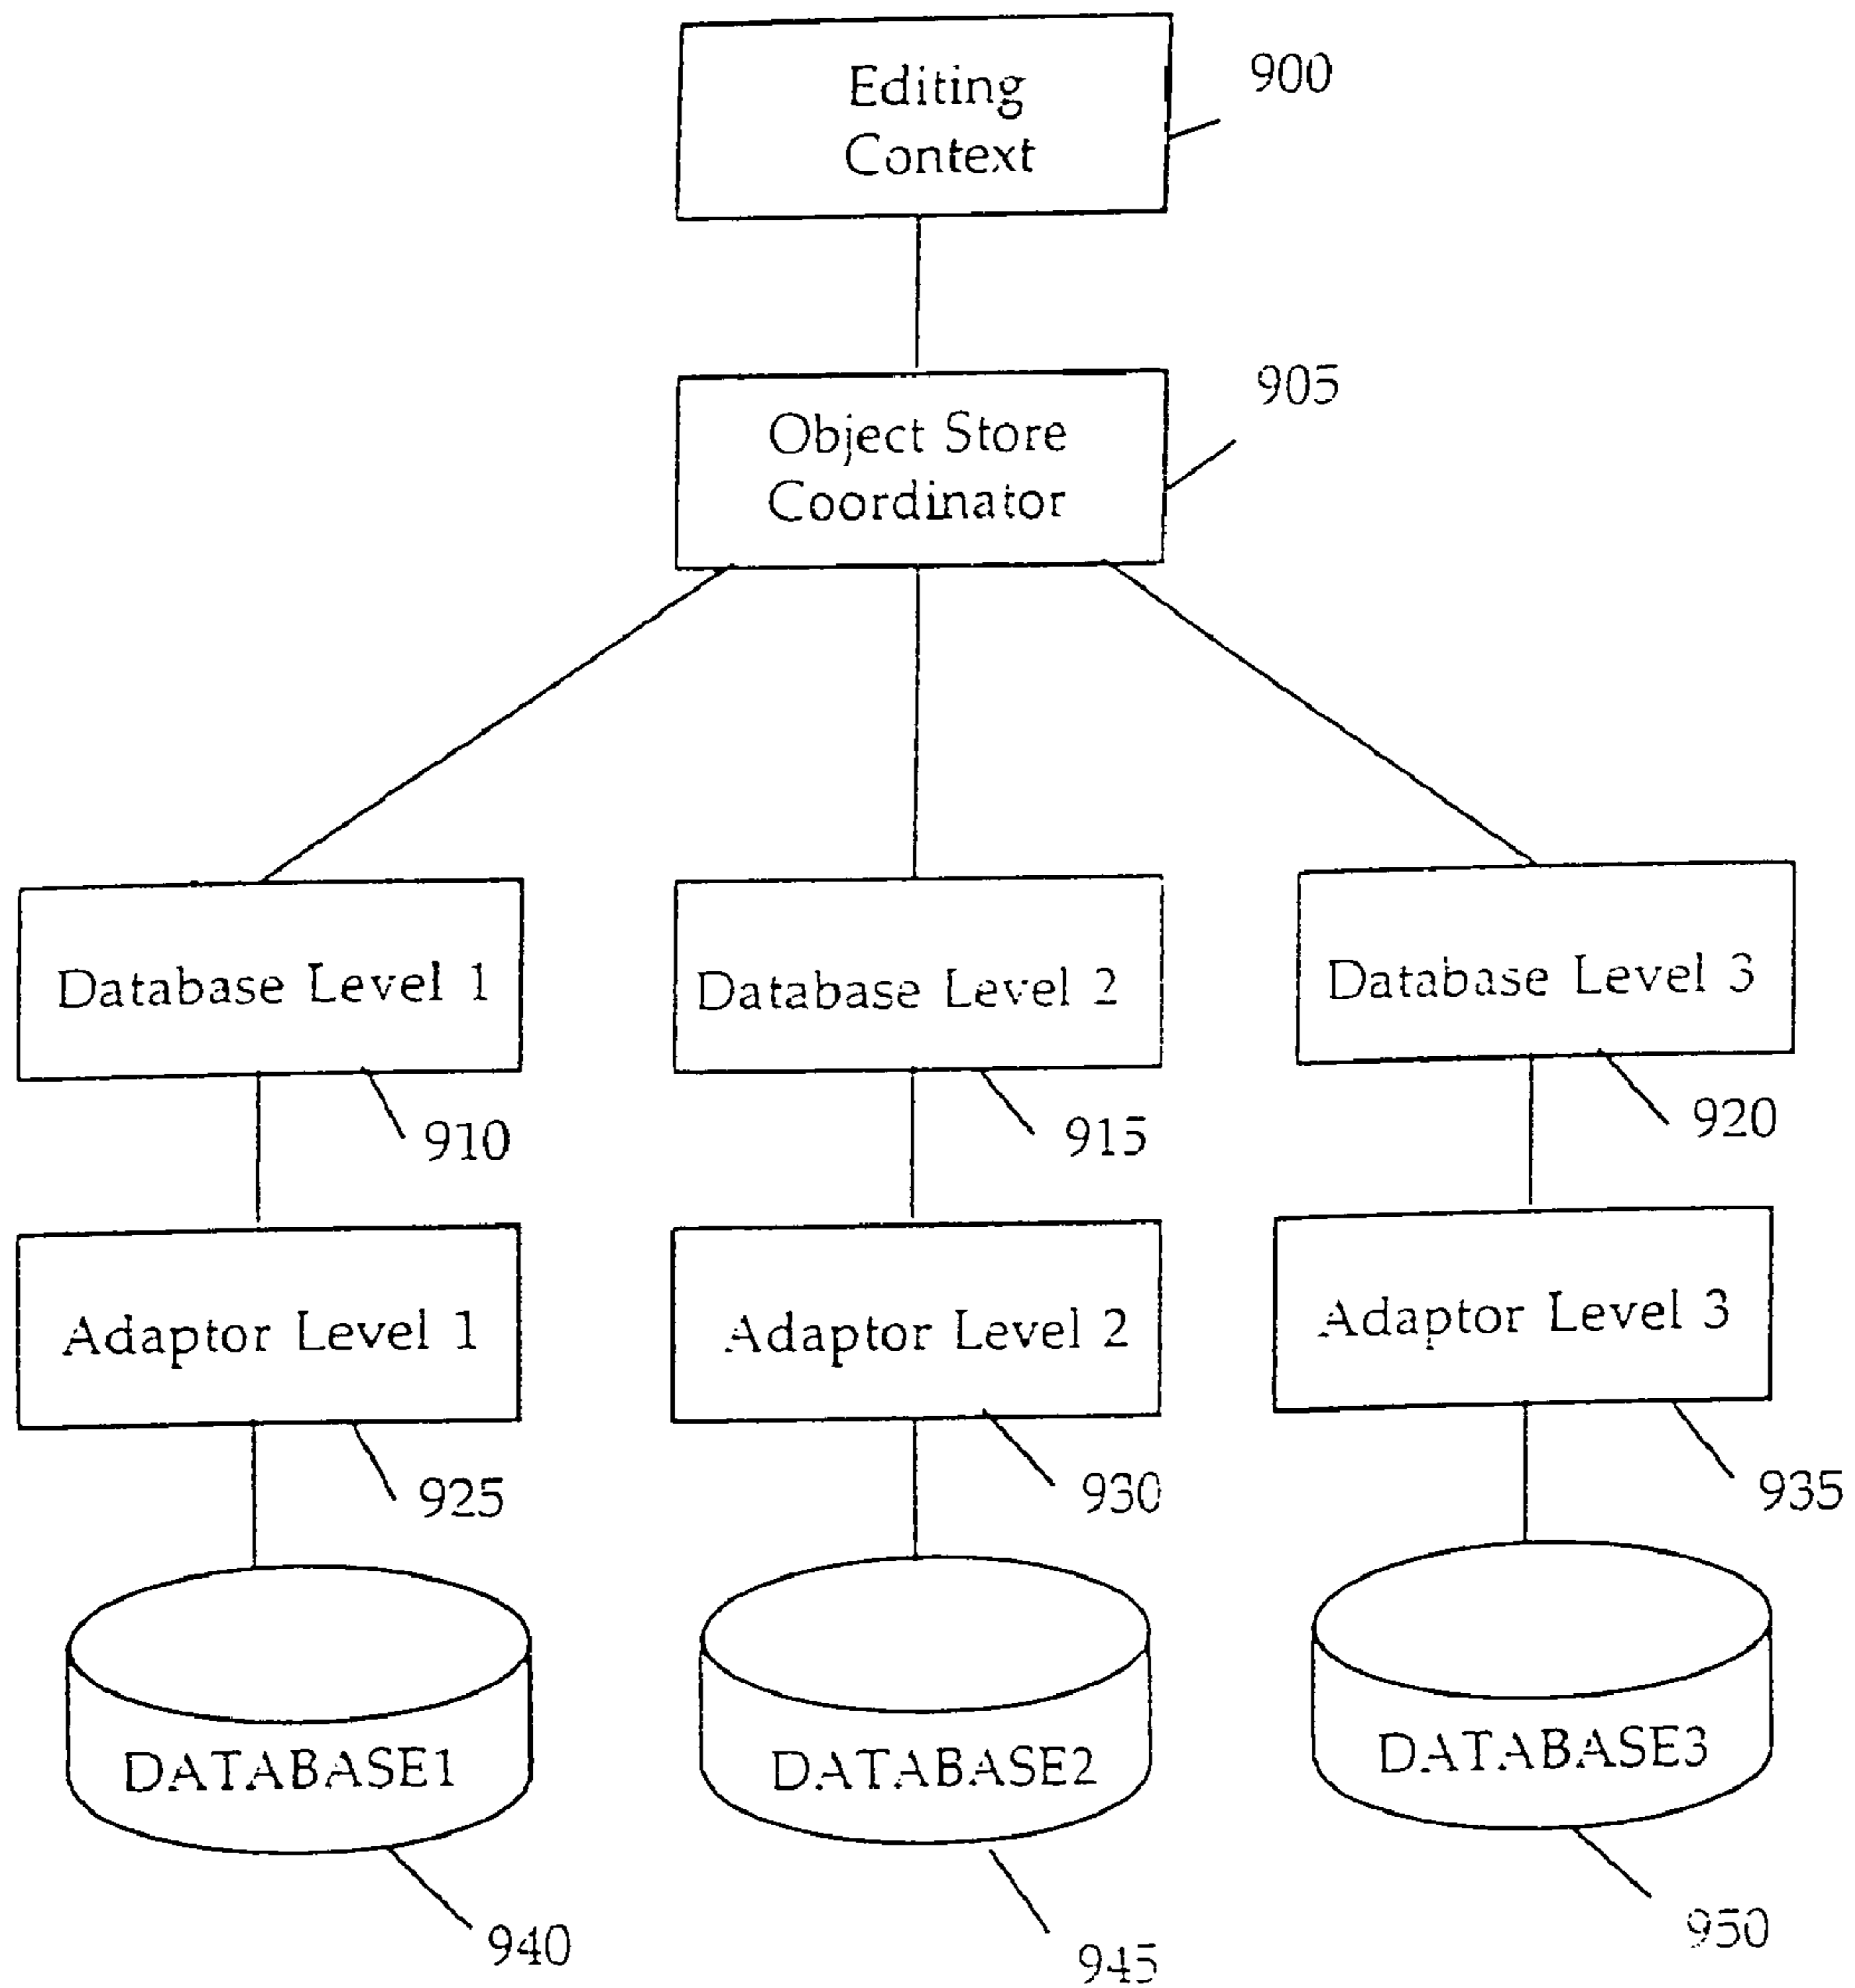 Editing
Context
900
Object Store
Coordinator
905
Database Level 1
Database Level 2
Database Level 3
910
915
920
Adaptor Level 1
Adaptor Level 2
Adaptor Level 3
925
930
935
DATABASE1
DATABASE2
DATABASE3
940
945
950